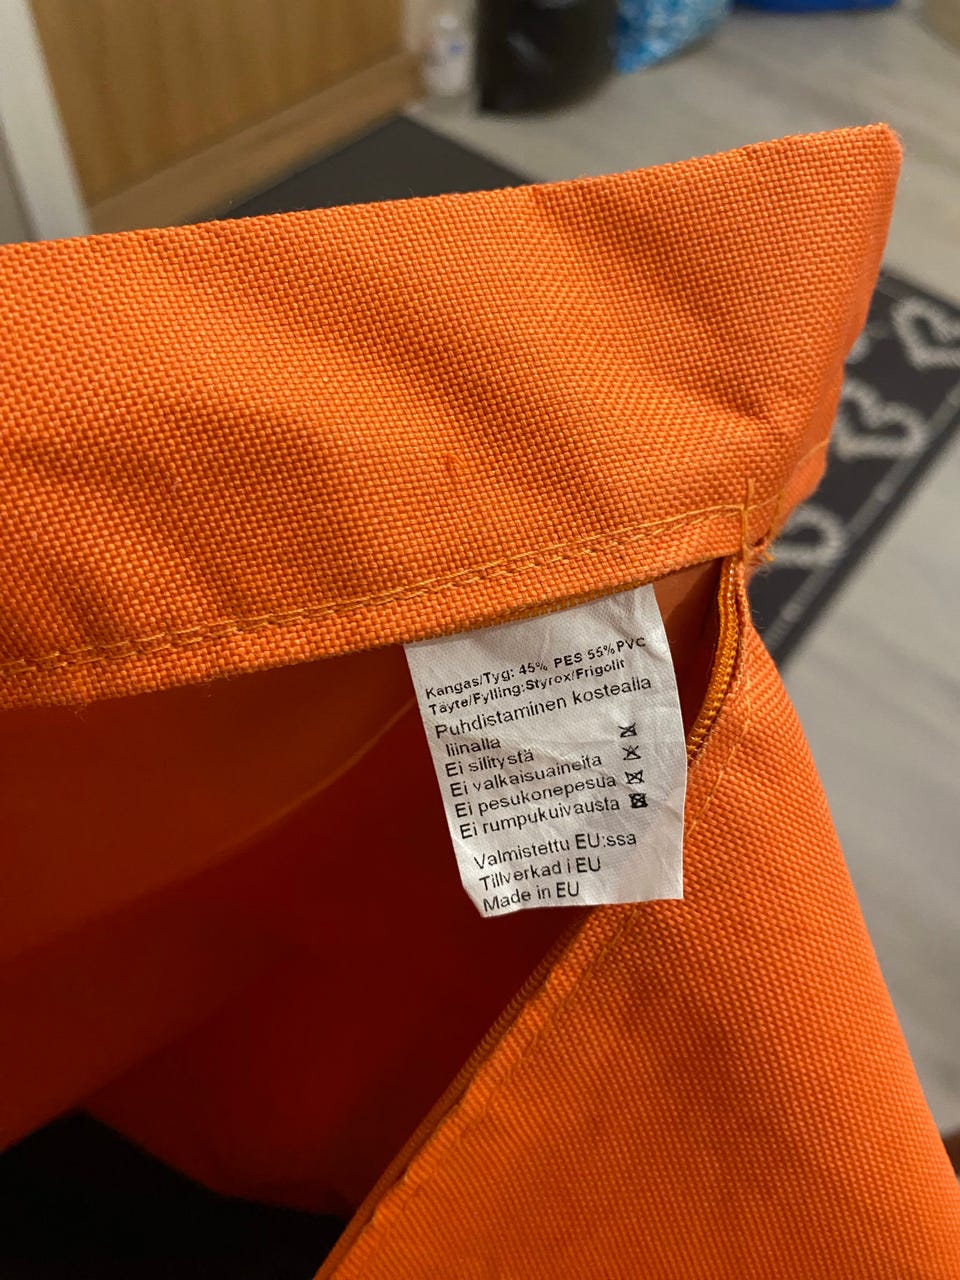 Kangas/Tyg: 45% PES 55%PVC
Täyte/Fylling:Styrox/Frigolit
Puhdistaminen kostealla
liinalla
Ei silitystä
Ei valkaisuaineita
Ei pesukonepesua
Ei rumpukuivausta
Valmistettu EU:ssa
Tillverkad i EU
Made in EU